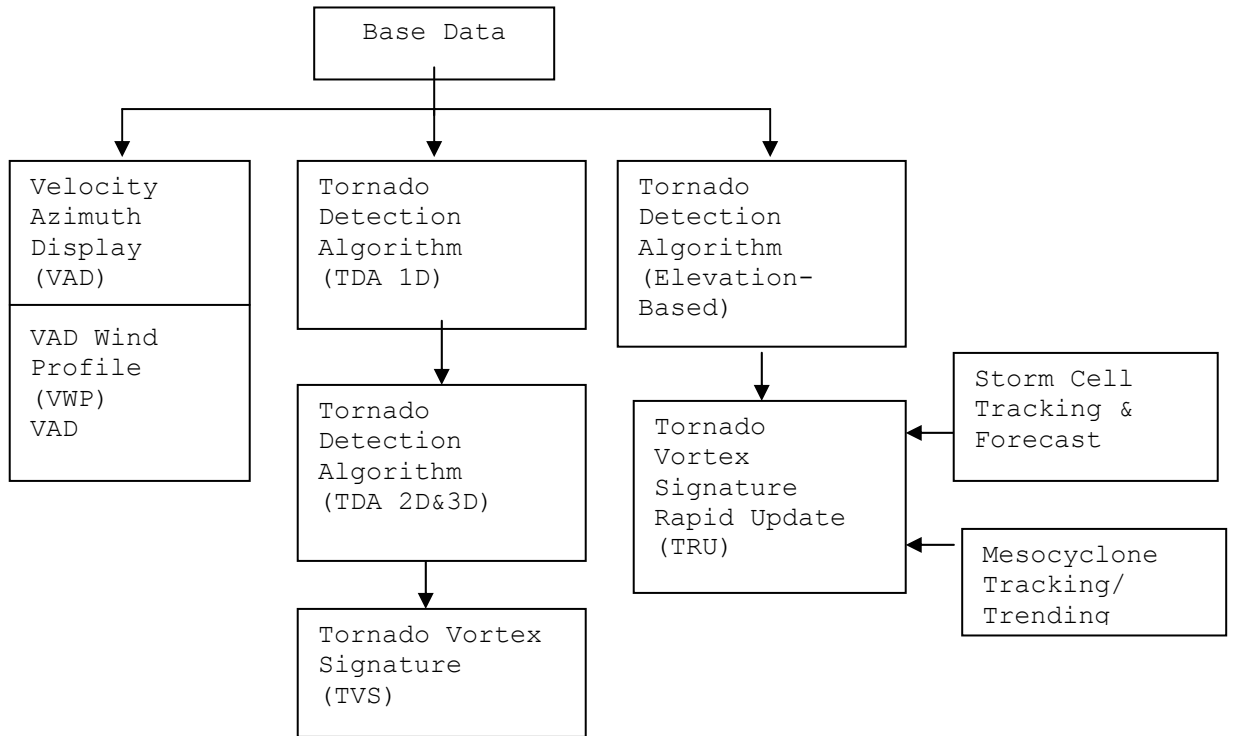 Base Data
Velocity
Azimuth
Display
(VAD)
VAD Wind
Profile
(VWP)
VAD
Tornado
Detection
Algorithm
(TDA 1D)
Tornado
Detection
Algorithm
(TDA 2D&3D)
Tornado Vortex
Signature
(TVS)
Tornado
Detection
Algorithm
(Elevation-
Based)
Tornado
Vortex
Signature
Rapid Update
(TRU)
Storm Cell
Tracking &
Forecast
Mesocyclone
Tracking/
Trending